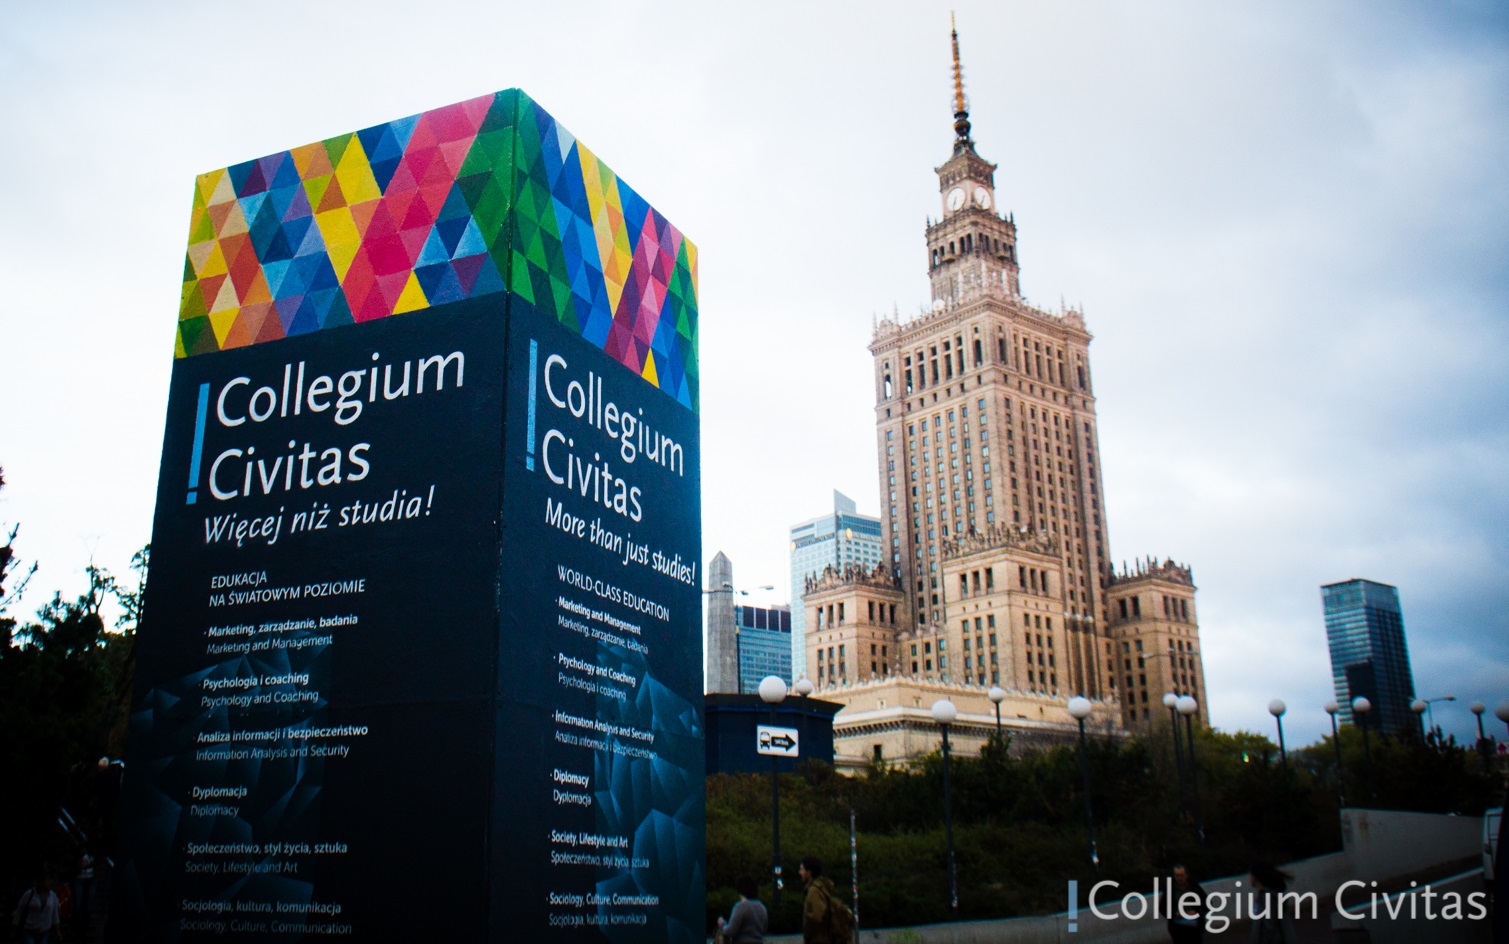 Collegium
Civitas
Więcej niż studia!
EDUKACJA
NA ŚWIATOWYM POZIOMIE
· Marketing, zarządzanie, badania
Marketing and Management
· Psychologia i coaching
Psychology and Coaching
· Analiza informacji i bezpieczeństwo
Information Analysis and Security
· Dyplomacja
Diplomacy
· Społeczeństwo, styl życia, sztuka
Society, Lifestyle and Art
Socjologia, kultura, komunikacja
Sociology, Culture, Communication
Collegium
Civitas
More than just studies!
WORLD-CLASS EDUCATION
· Marketing and Management
Marketing, zarządzanie, badania
· Psychology and Coaching
Psychologia i coaching
· Information Analysis and Security
Analiza informacji i bezpieczeństwo
· Diplomacy
Dyplomacja
· Society, Lifestyle and Art
Społeczeństwo, styl życia, sztuka
· Sociology, Culture, Communication
Socjologia, kultura, komunikacja
Collegium Civitas